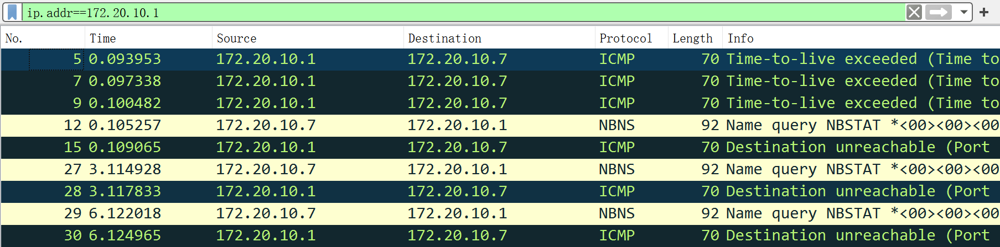 ip.addr==172.20.10.1
No. Time Source Destination Protocol Length Info
5 0.093953 172.20.10.1 172.20.10.7 ICMP 70 Time-to-live exceeded (Time to
7 0.097338 172.20.10.1 172.20.10.7 ICMP 70 Time-to-live exceeded (Time to
9 0.100482 172.20.10.1 172.20.10.7 ICMP 70 Time-to-live exceeded (Time to
12 0.105257 172.20.10.7 172.20.10.1 NBNS 92 Name query NBSTAT *<00><00><00
15 0.109065 172.20.10.1 172.20.10.7 ICMP 70 Destination unreachable (Port
27 3.114928 172.20.10.7 172.20.10.1 NBNS 92 Name query NBSTAT *<00><00><00
28 3.117833 172.20.10.1 172.20.10.7 ICMP 70 Destination unreachable (Port
29 6.122018 172.20.10.7 172.20.10.1 NBNS 92 Name query NBSTAT *<00><00><00
30 6.124965 172.20.10.1 172.20.10.7 ICMP 70 Destination unreachable (Port